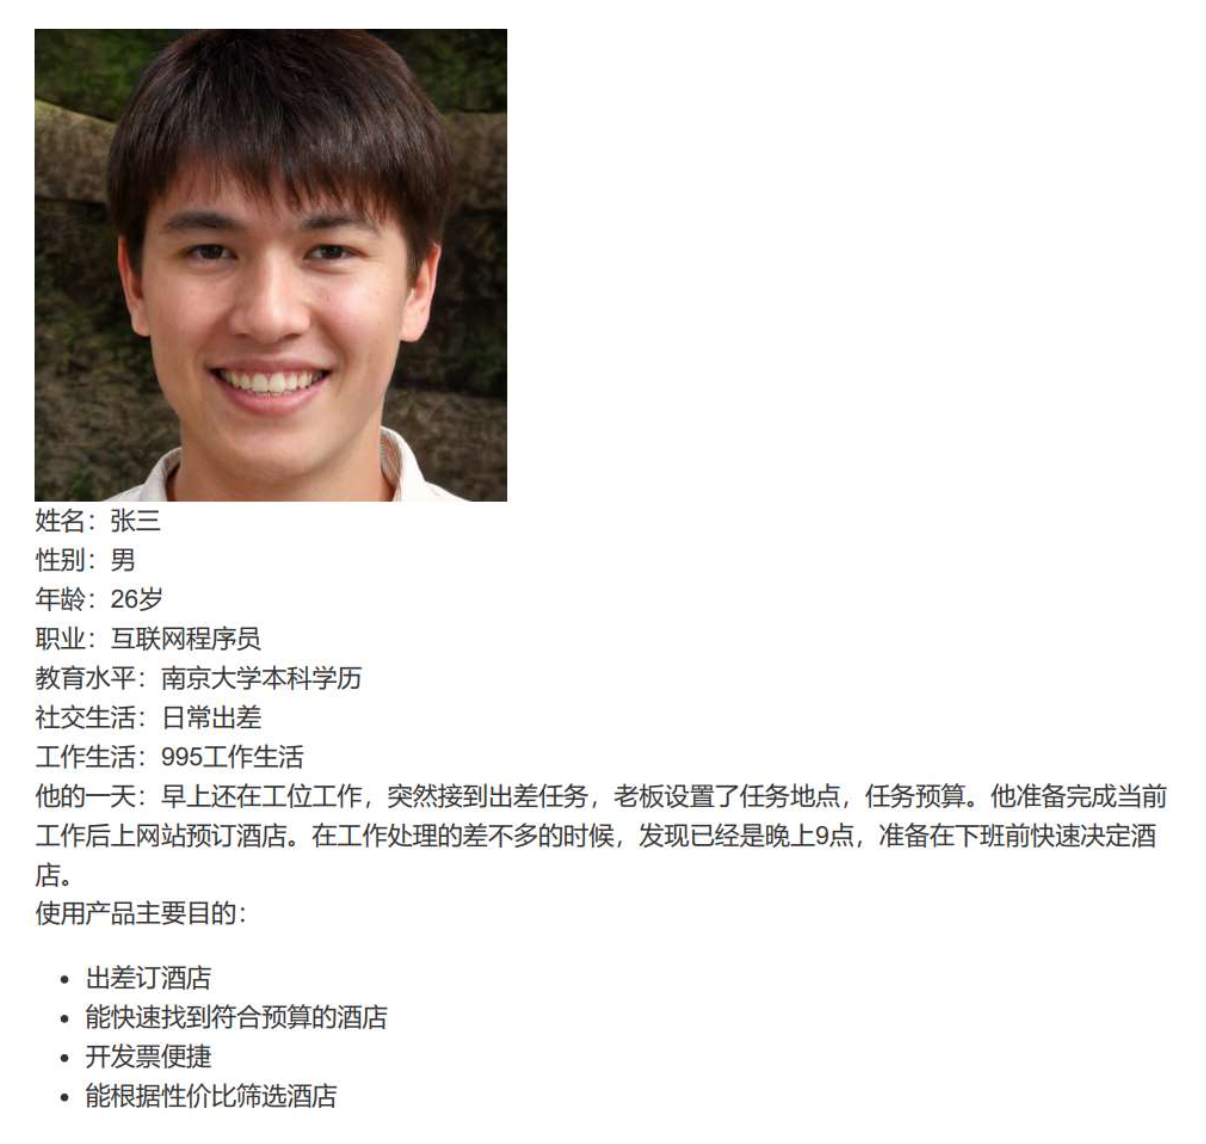 姓名：张三
性别：男
年龄：26岁
职业：互联网程序员
教育水平：南京大学本科学历
社交生活：日常出差
工作生活：995工作生活
他的一天：早上还在工位工作，突然接到出差任务，老板设置了任务地点，任务预算。他准备完成当前
工作后上网站预订酒店。在工作处理的差不多的时候，发现已经是晚上9点，准备在下班前快速决定酒
店。
使用产品主要目的：
• 出差订酒店
• 能快速找到符合预算的酒店
• 开发票便捷
• 能根据性价比筛选酒店